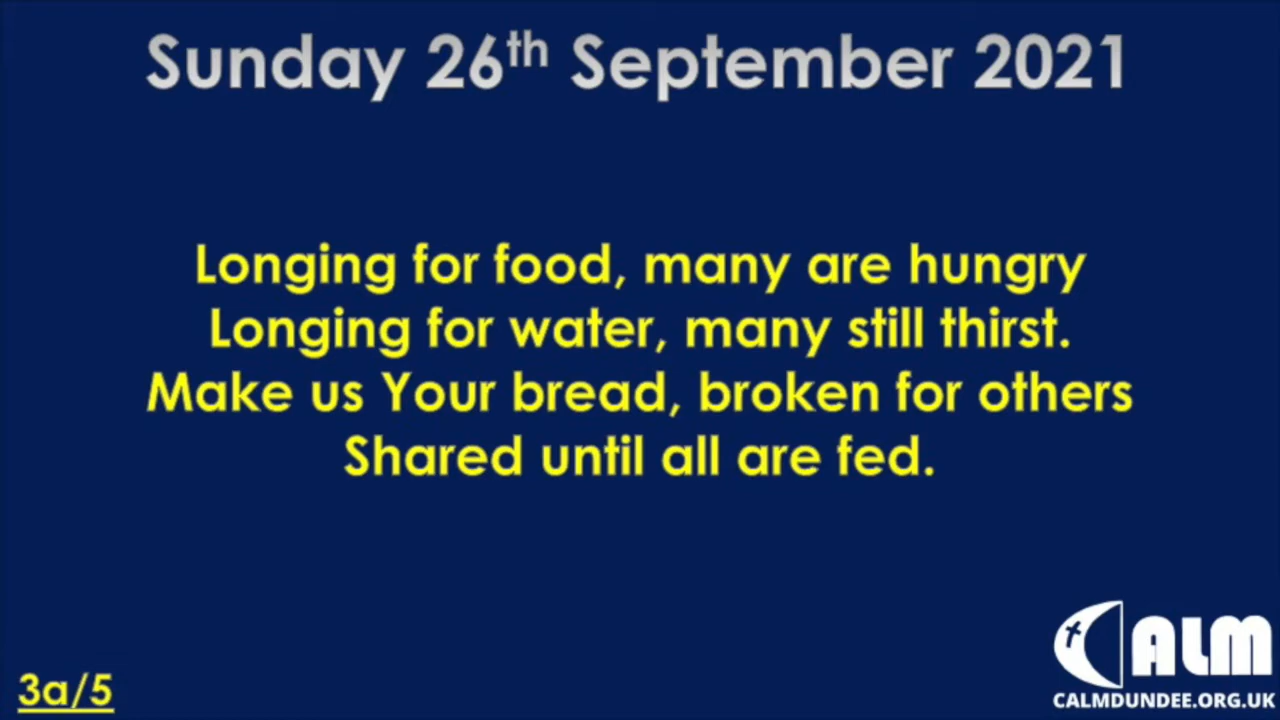 Sunday 26th September 2021
Longing for food, many are hungry
Longing for water, many still thirst.
Make us Your bread, broken for others
Shared until all are fed.
3a/5
CALM
CALMDUNDEE.ORG.UK